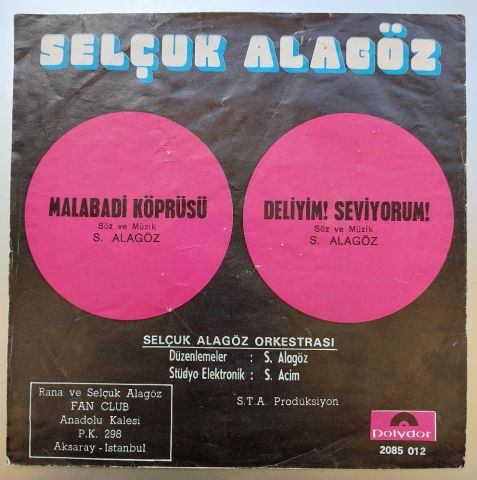 SELÇUK ALAGÖZ
MALABADİ KÖPRÜSÜ
Söz ve Müzik
S. ALAGÖZ
DELİYİM! SEVİYORUM!
Söz ve Müzik
S. ALAGÖZ
SELÇUK ALAGÖZ ORKESTRASI
Düzenlemeler : S. Alagöz
Stüdyo Elektronik : S. Acim
S.T.A. Prodüksiyon
Rana ve Selçuk Alagöz
FAN CLUB
Anadolu Kalesi
P.K. 298
Aksaray - İstanbul
polydor
2085 012